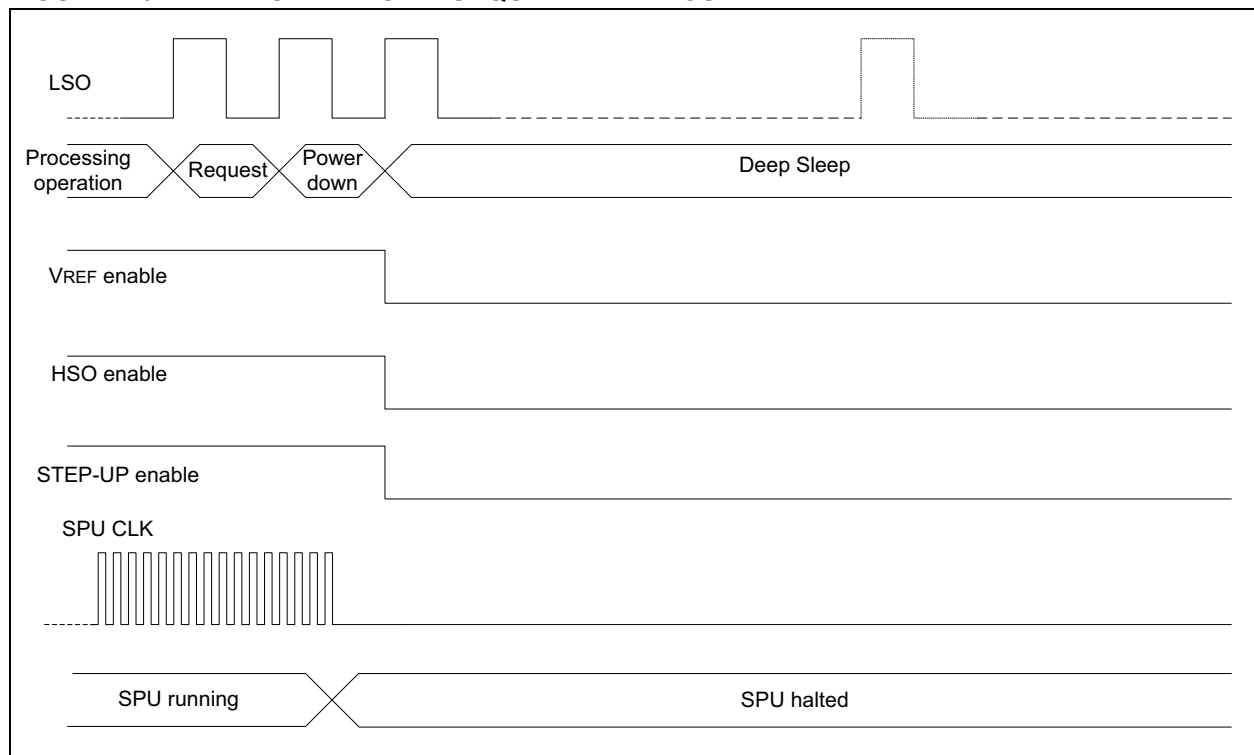 LSO
Processing
operation
Request
Power
down
Deep Sleep
VREF enable
HSO enable
STEP-UP enable
SPU CLK
SPU running
SPU halted